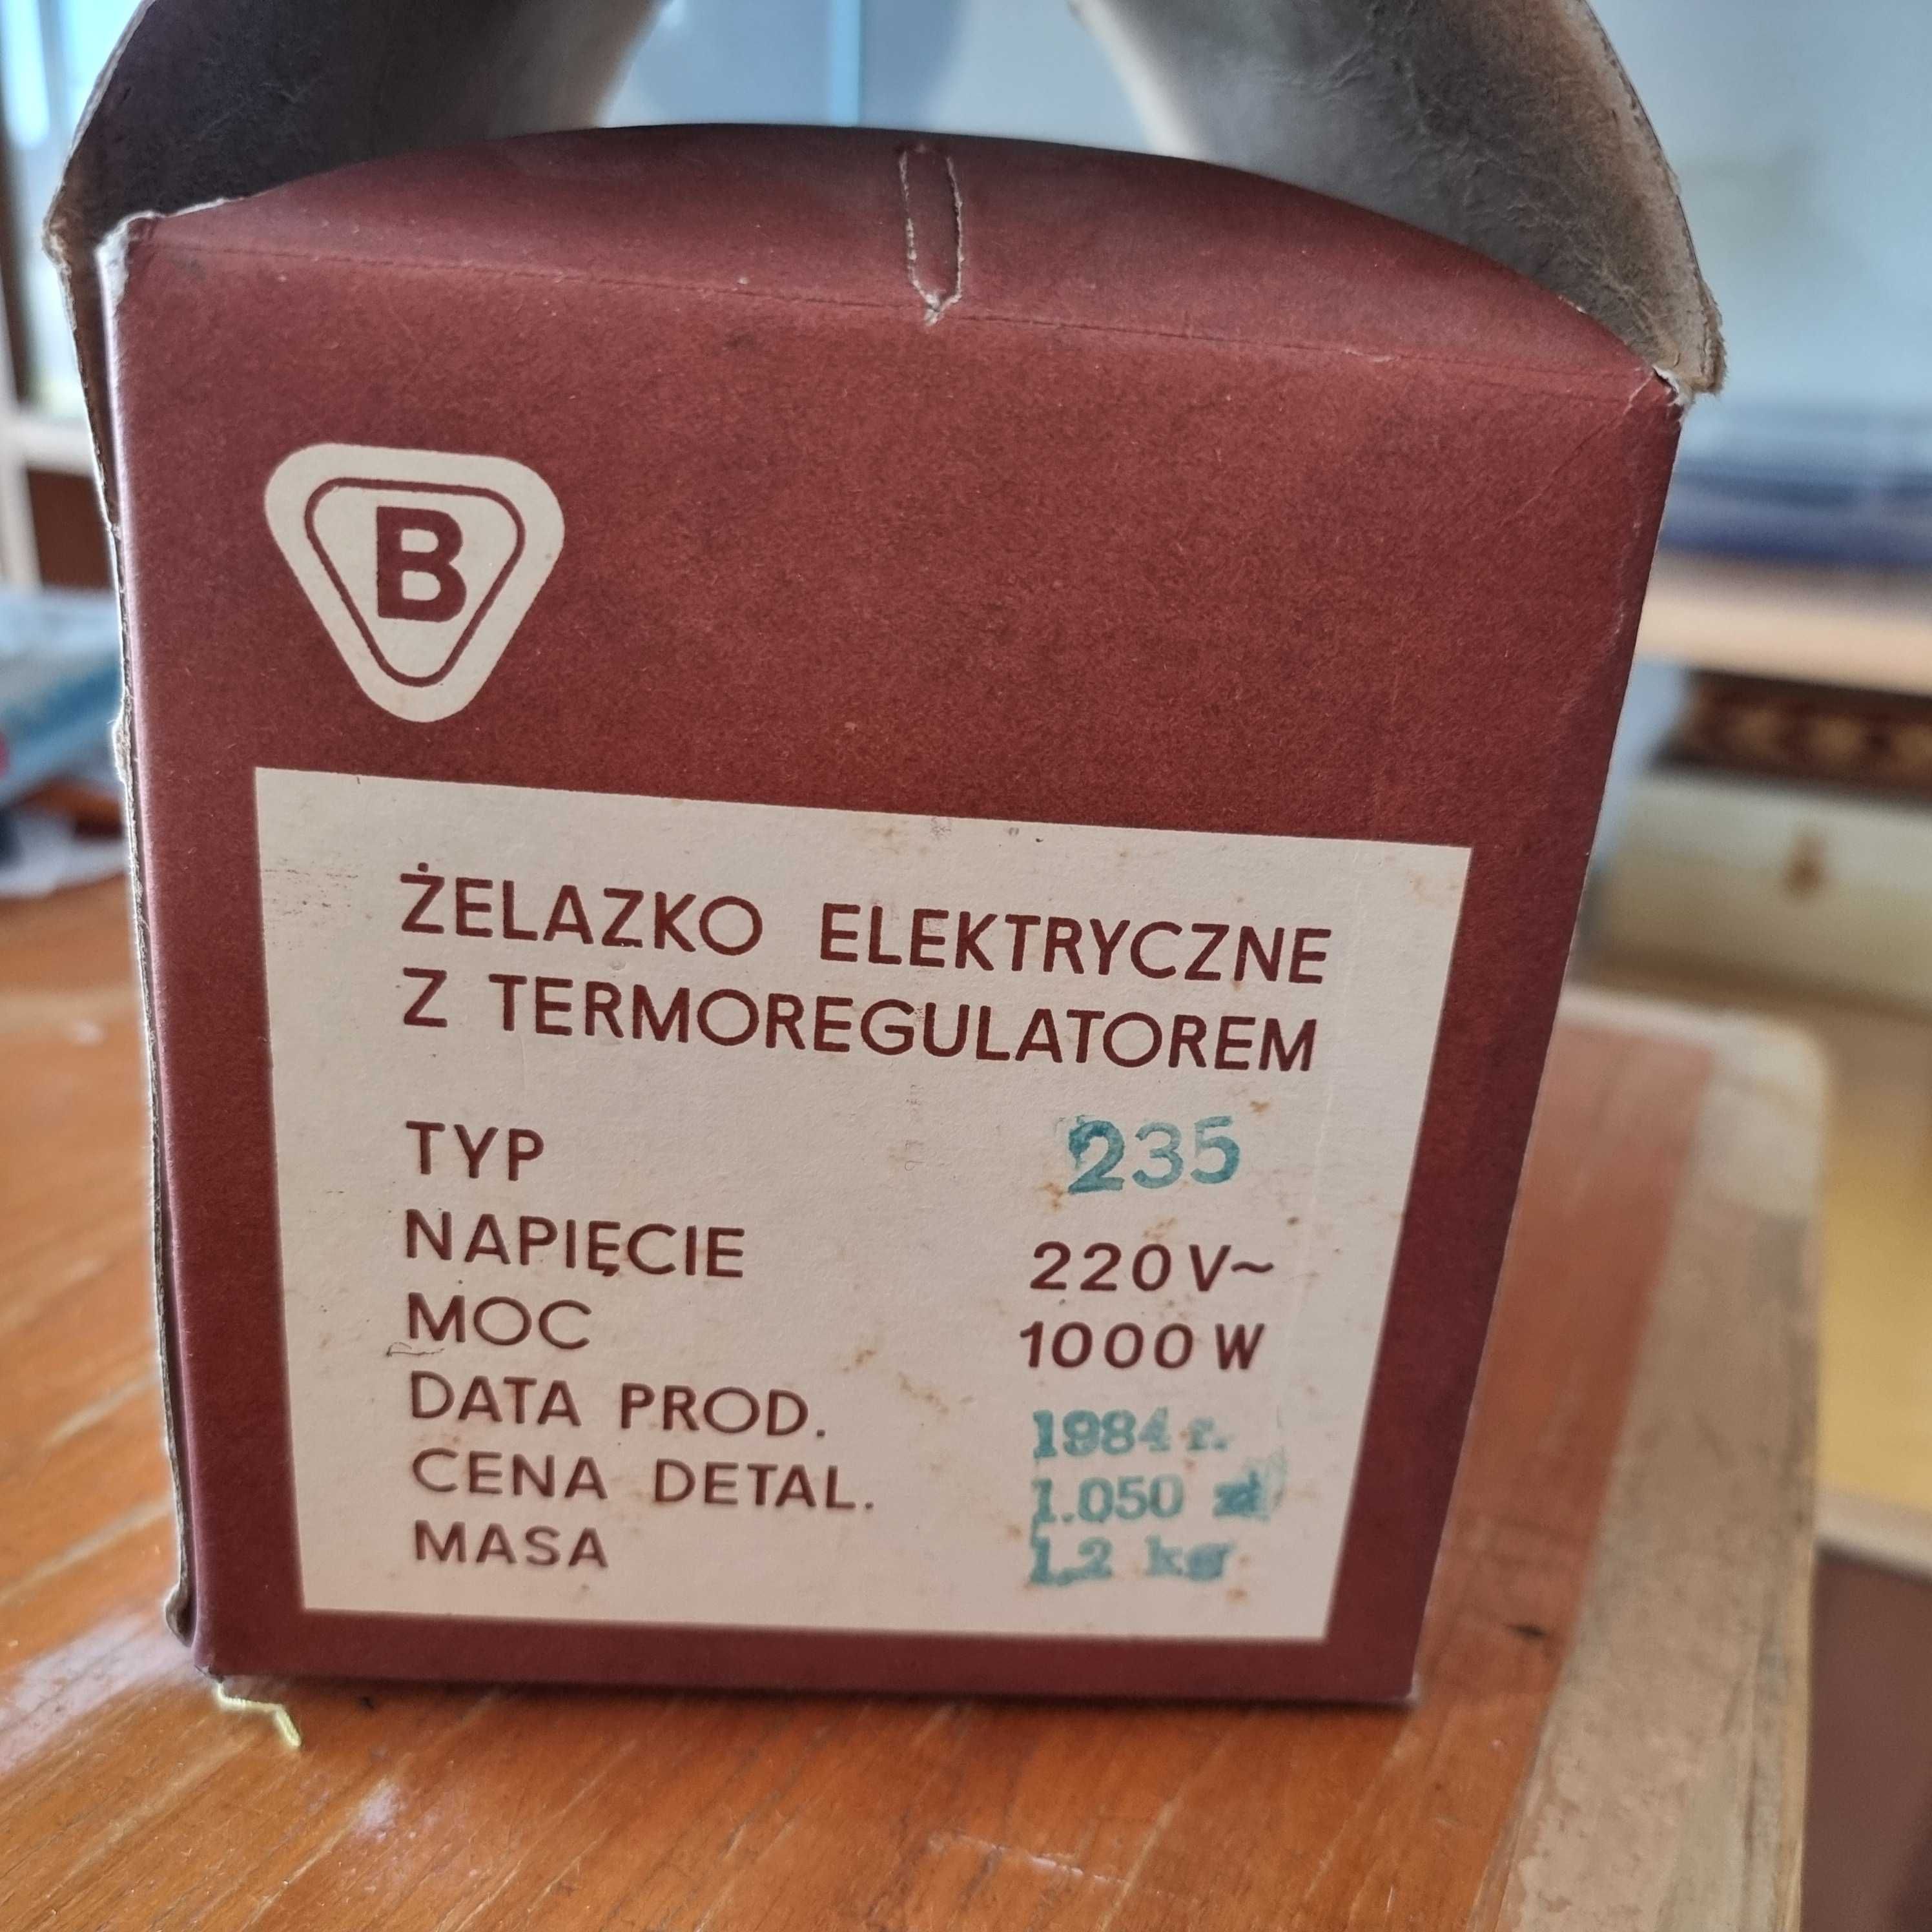 B
ŻELAZKO ELEKTRYCZNE
Z TERMOREGULATOREM
TYP 235
NAPIĘCIE 220 V~
MOC 1000 W
DATA PROD. 1984 r.
CENA DETAL. 1.050 zł
MASA 1.2 kg